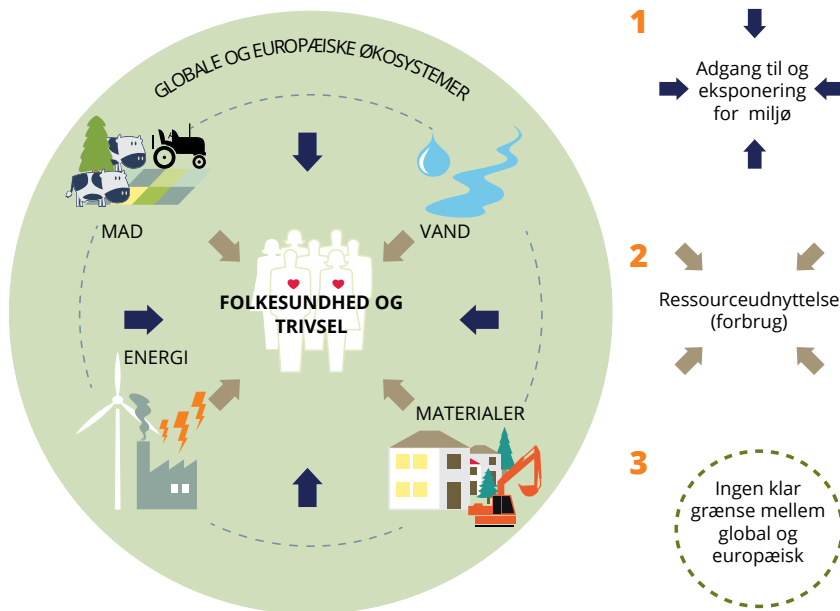 GLOBALE OG EUROPÆISKE ØKOSYSTEMER
MAD
VAND
FOLKESUNDHED OG
TRIVSEL
ENERGI
MATERIALER
1
Adgang til og
eksponering
for miljø
2
Ressourceudnyttelse
(forbrug)
3
Ingen klar
grænse mellem
global og
europæisk